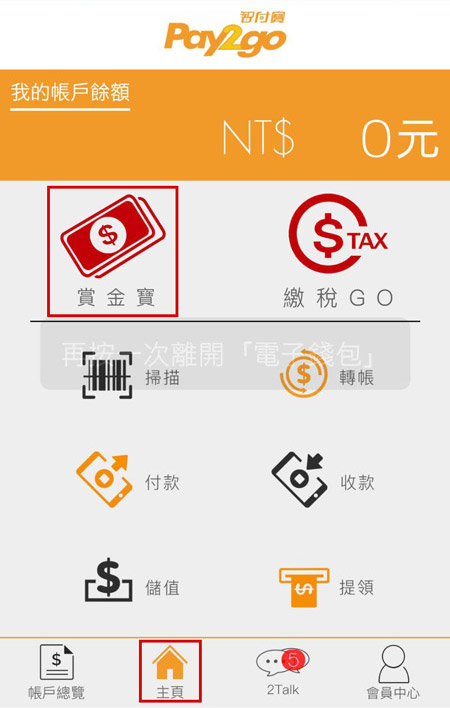 智付寶
Pay2go
我的帳戶餘額
NT$ 0元
$
$ TAX
賞金寶
繳稅GO
再按一次離開「電子錢包」
掃描
$
轉帳
付款
收款
$
儲值
$
提領
$
5
帳戶總覽
主頁
2Talk
會員中心